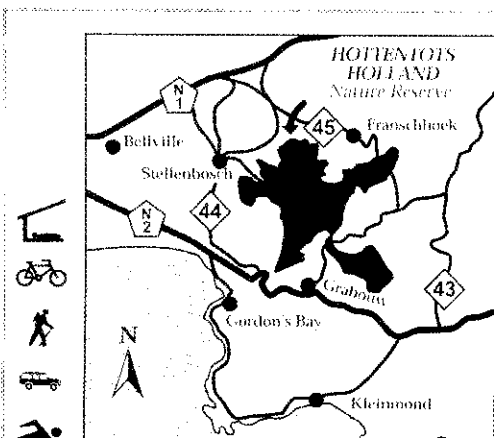 HOTTENTOTS
HOLLAND
Nature Reserve
N
1
45
Franschhoek
Bellville
Stellenbosch
44
N
2
Grabouw
43
Gordon's Bay
N
Kleinmond